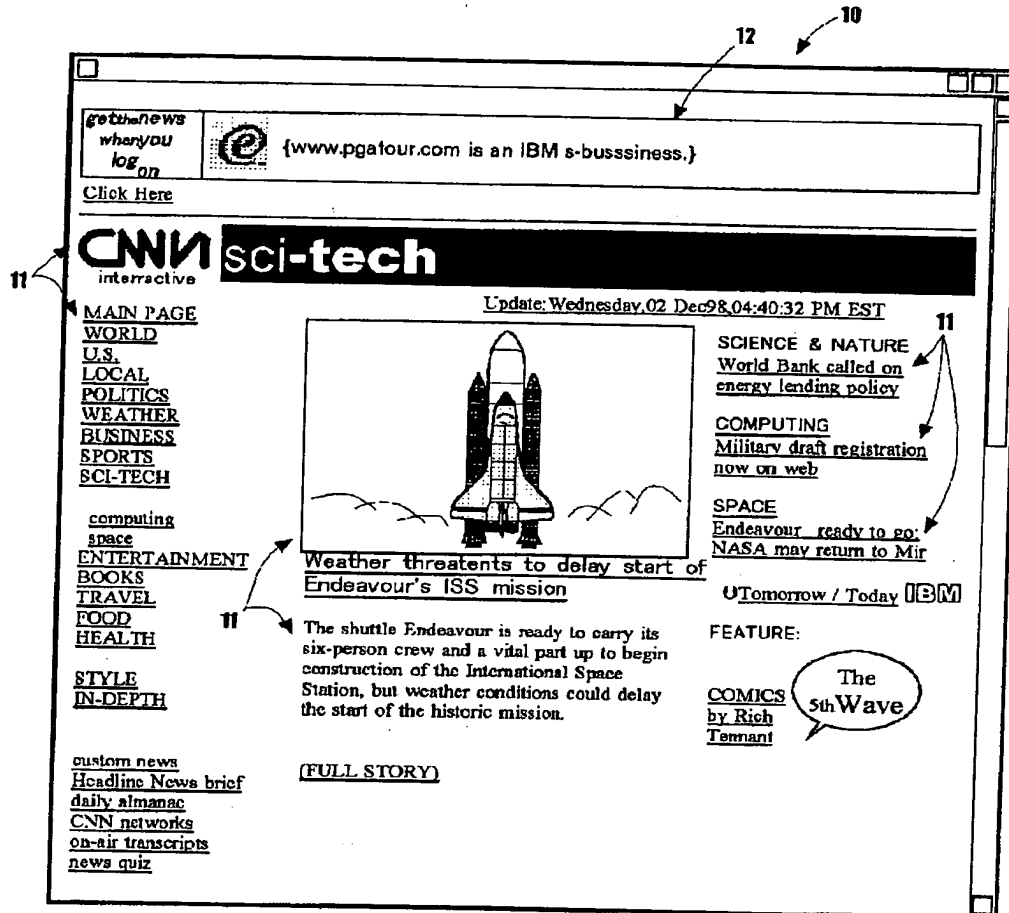 10
12
getthenews
whenyou
log
on
{www.pgatour.com is an IBM s-busssiness.}
Click Here
CNN
interractive
sci-tech
11
Update: Wednesday,02 Dec98,04:40:32 PM EST
MAIN PAGE
WORLD
U.S.
LOCAL
POLITICS
WEATHER
BUSINESS
SPORTS
SCI-TECH
computing
space
ENTERTAINMENT
BOOKS
TRAVEL
FOOD
HEALTH
STYLE
IN-DEPTH
custom news
Headline News brief
daily almanac
CNN networks
on-air transcripts
news quiz
Weather threatents to delay start of
Endeavour's ISS mission
11
The shuttle Endeavour is ready to carry its
six-person crew and a vital part up to begin
construction of the International Space
Station, but weather conditions could delay
the start of the historic mission.
(FULL STORY)
11
SCIENCE & NATURE
World Bank called on
energy lending policy
COMPUTING
Military draft registration
now on web
SPACE
Endeavour ready to go:
NASA may return to Mir
Tomorrow / Today IBM
FEATURE:
COMICS
by Rich
Tennant
The
5th Wave